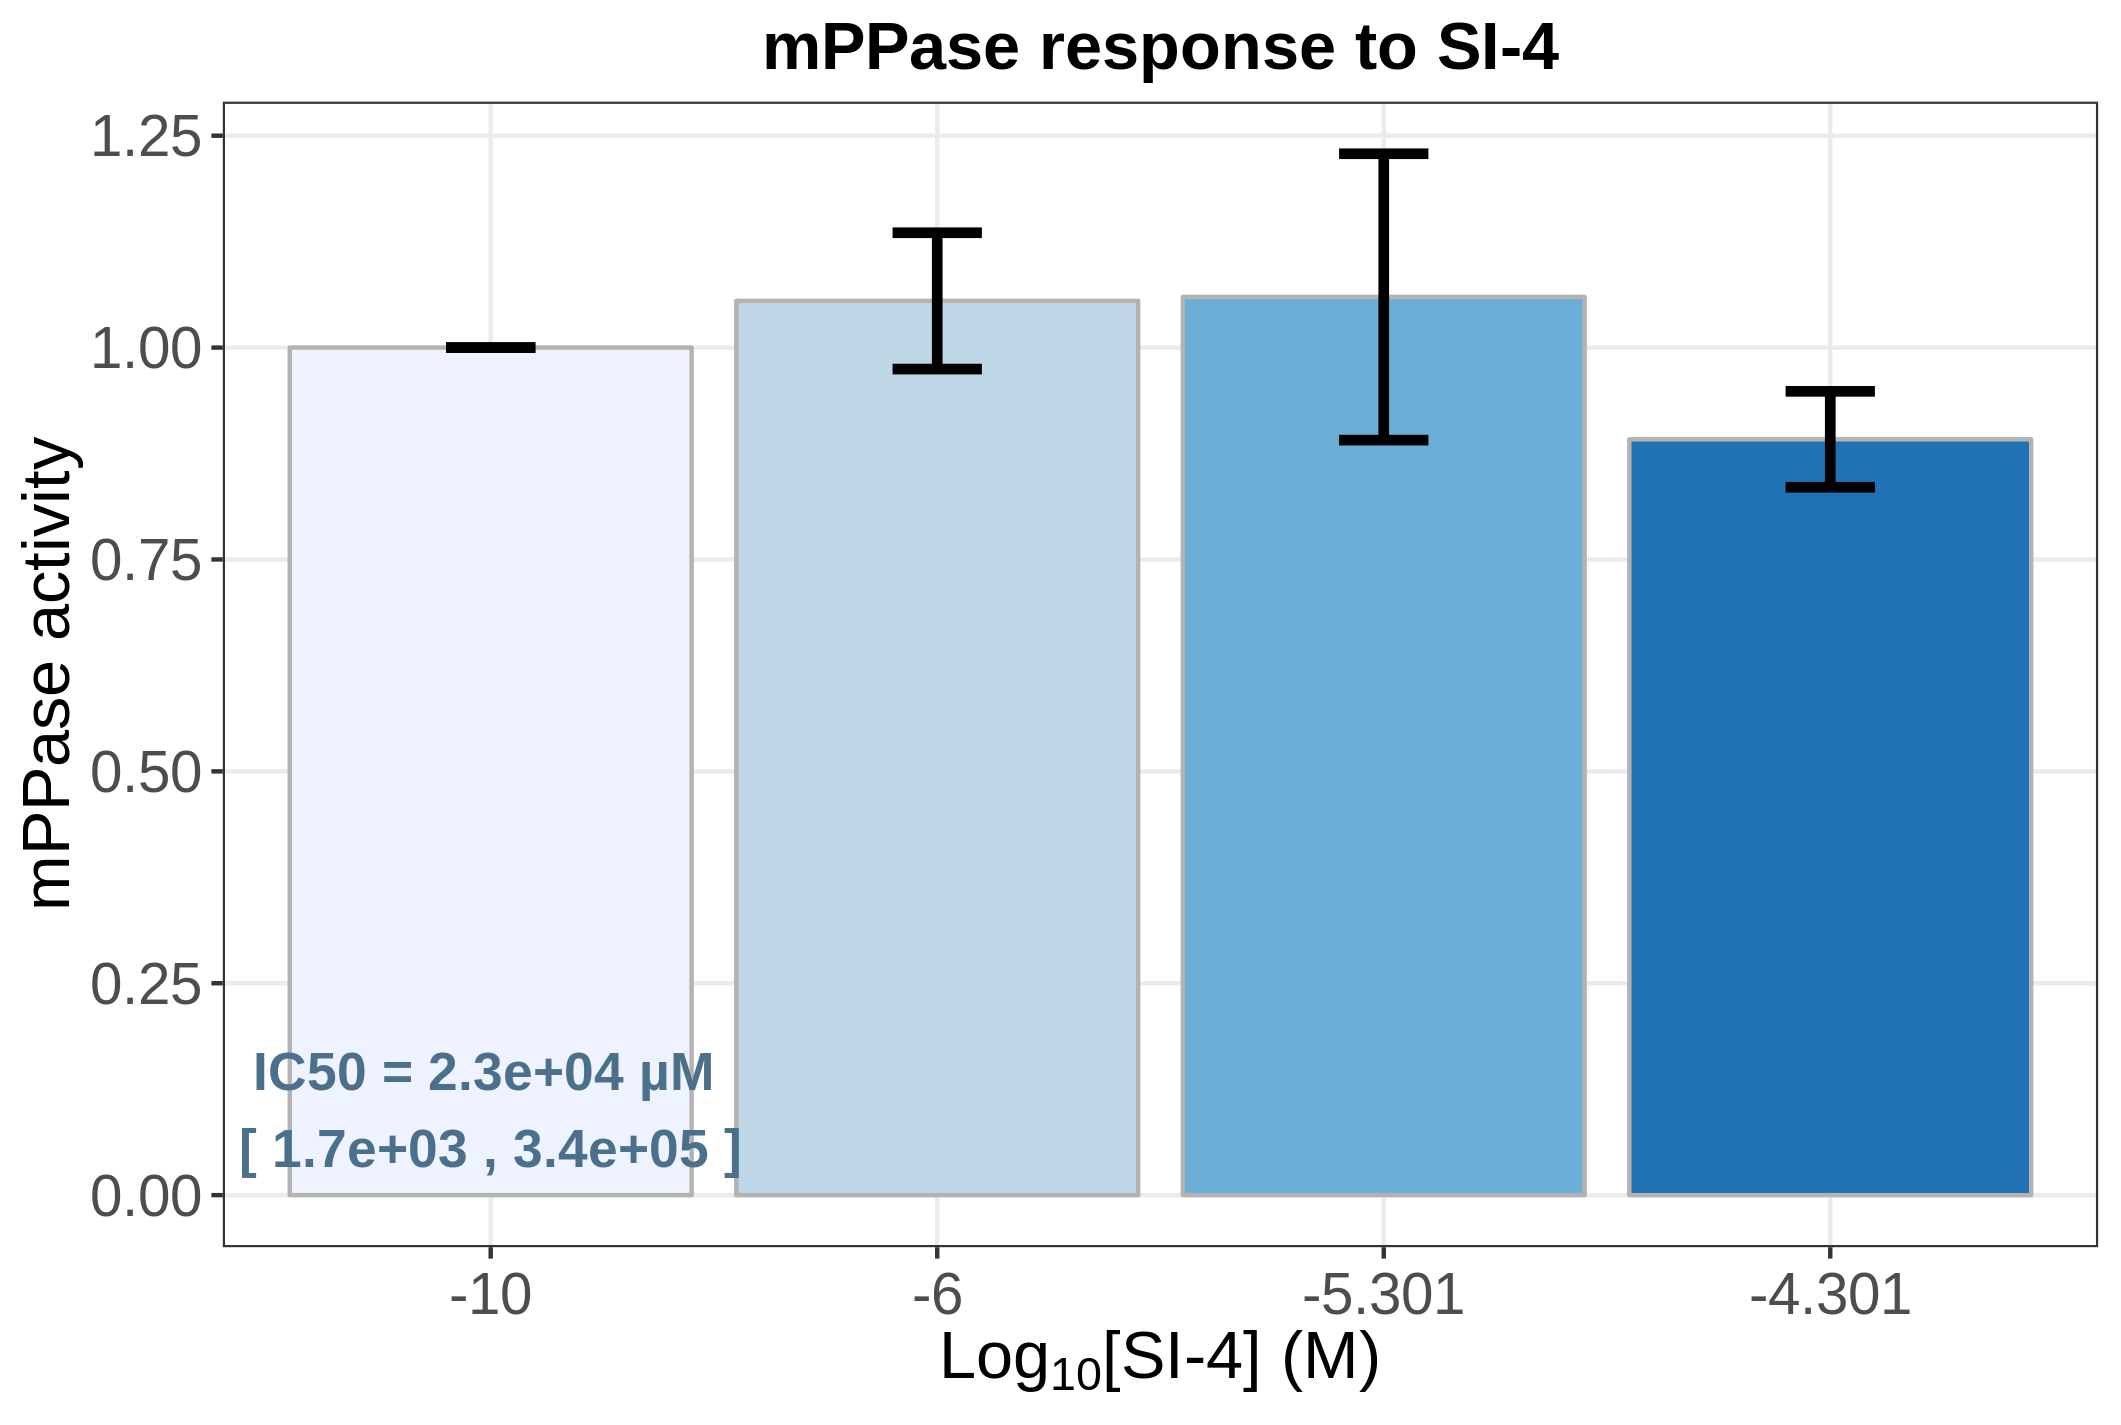 mPPase response to SI-4
mPPase activity
1.25
1.00
0.75
0.50
0.25
0.00
IC50 = 2.3e+04 µM
[ 1.7e+03 , 3.4e+05 ]
-10 -6 -5.301 -4.301
Log10[SI-4] (M)